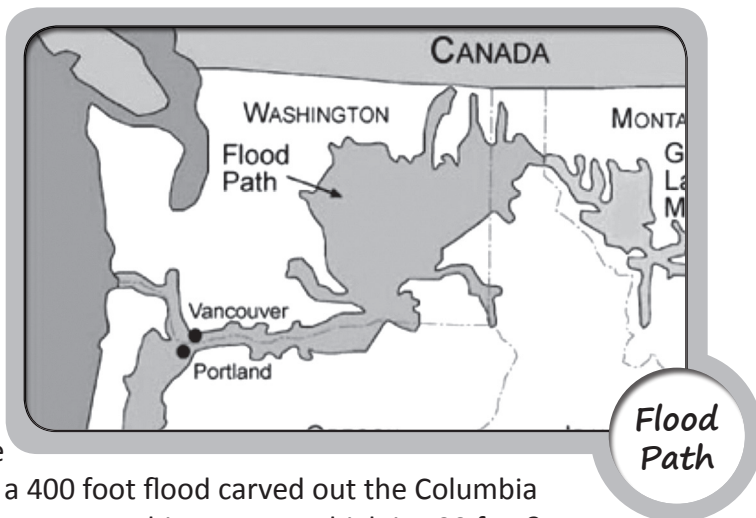 CANADA
WASHINGTON
MONTA
Flood
Path
G
La
M
Vancouver
Portland
Flood
Path
e
a 400 foot flood carved out the Columbia